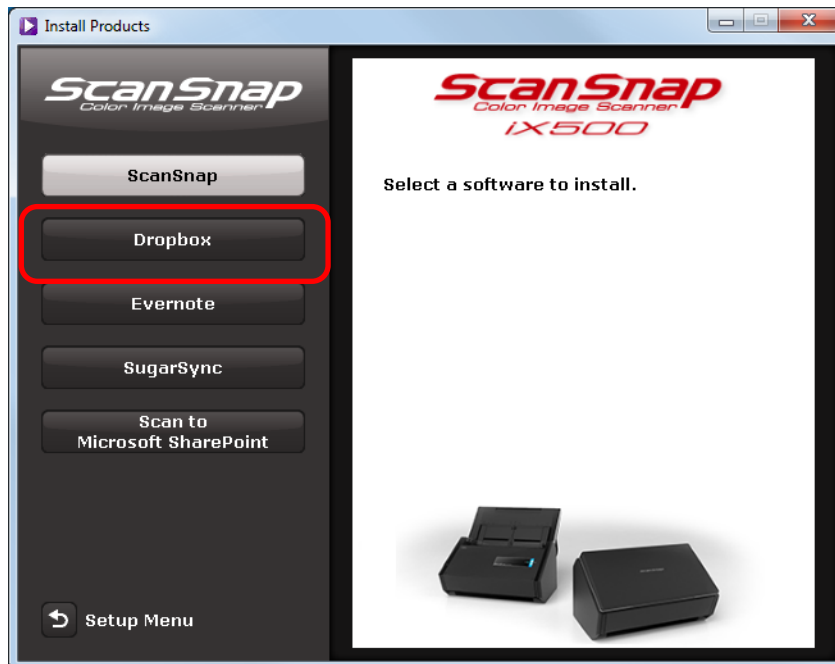 Install Products
ScanSnap
Color Image Scanner
ScanSnap
Dropbox
Evernote
SugarSync
Scan to
Microsoft SharePoint
Setup Menu
ScanSnap
Color Image Scanner
iX500
Select a software to install.